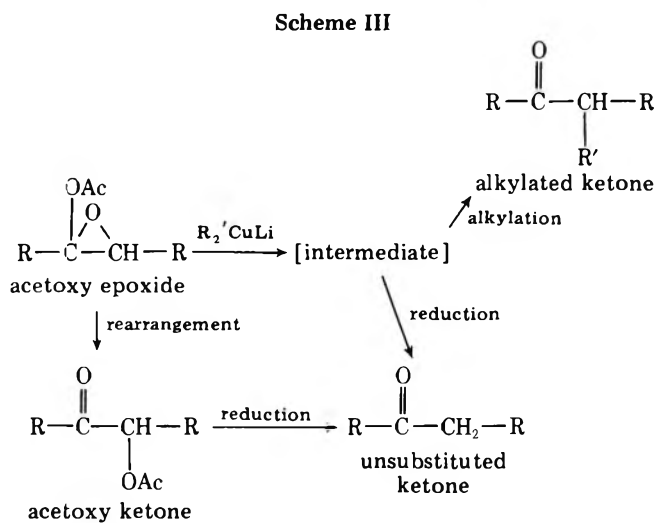 Scheme III
O
R—C—CH—R
R′
alkylated ketone
alkylation
OAc
O
R—C—CH—R
R₂′CuLi
[intermediate]
acetoxy epoxide
rearrangement
reduction
O
R—C—CH—R
OAc
acetoxy ketone
reduction
O
R—C—CH₂—R
unsubstituted
ketone